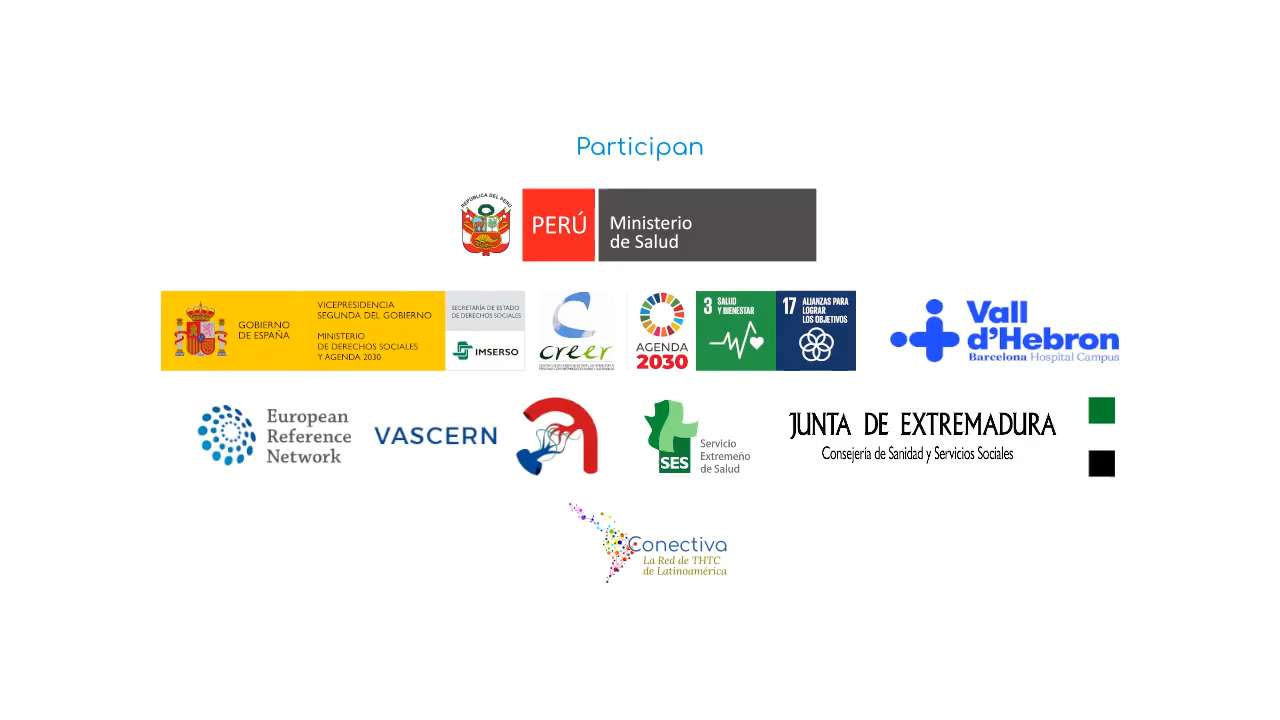 Participan
REPÚBLICA DEL PERÚ
PERÚ
Ministerio
de Salud
GOBIERNO
DE ESPAÑA
VICEPRESIDENCIA
SEGUNDA DEL GOBIERNO
MINISTERIO
DE DERECHOS SOCIALES
Y AGENDA 2030
SECRETARÍA DE ESTADO
DE DERECHOS SOCIALES
IMSERSO
creer
AGENDA
2030
3 SALUD
Y BIENESTAR
17 ALIANZAS PARA
LOGRAR
LOS OBJETIVOS
Vall
d'Hebron
Barcelona Hospital Campus
European
Reference
Network
VASCERN
SES
Servicio
Extremeño
de Salud
JUNTA DE EXTREMADURA
Consejería de Sanidad y Servicios Sociales
Conectiva
La Red de THTC
de Latinoamérica